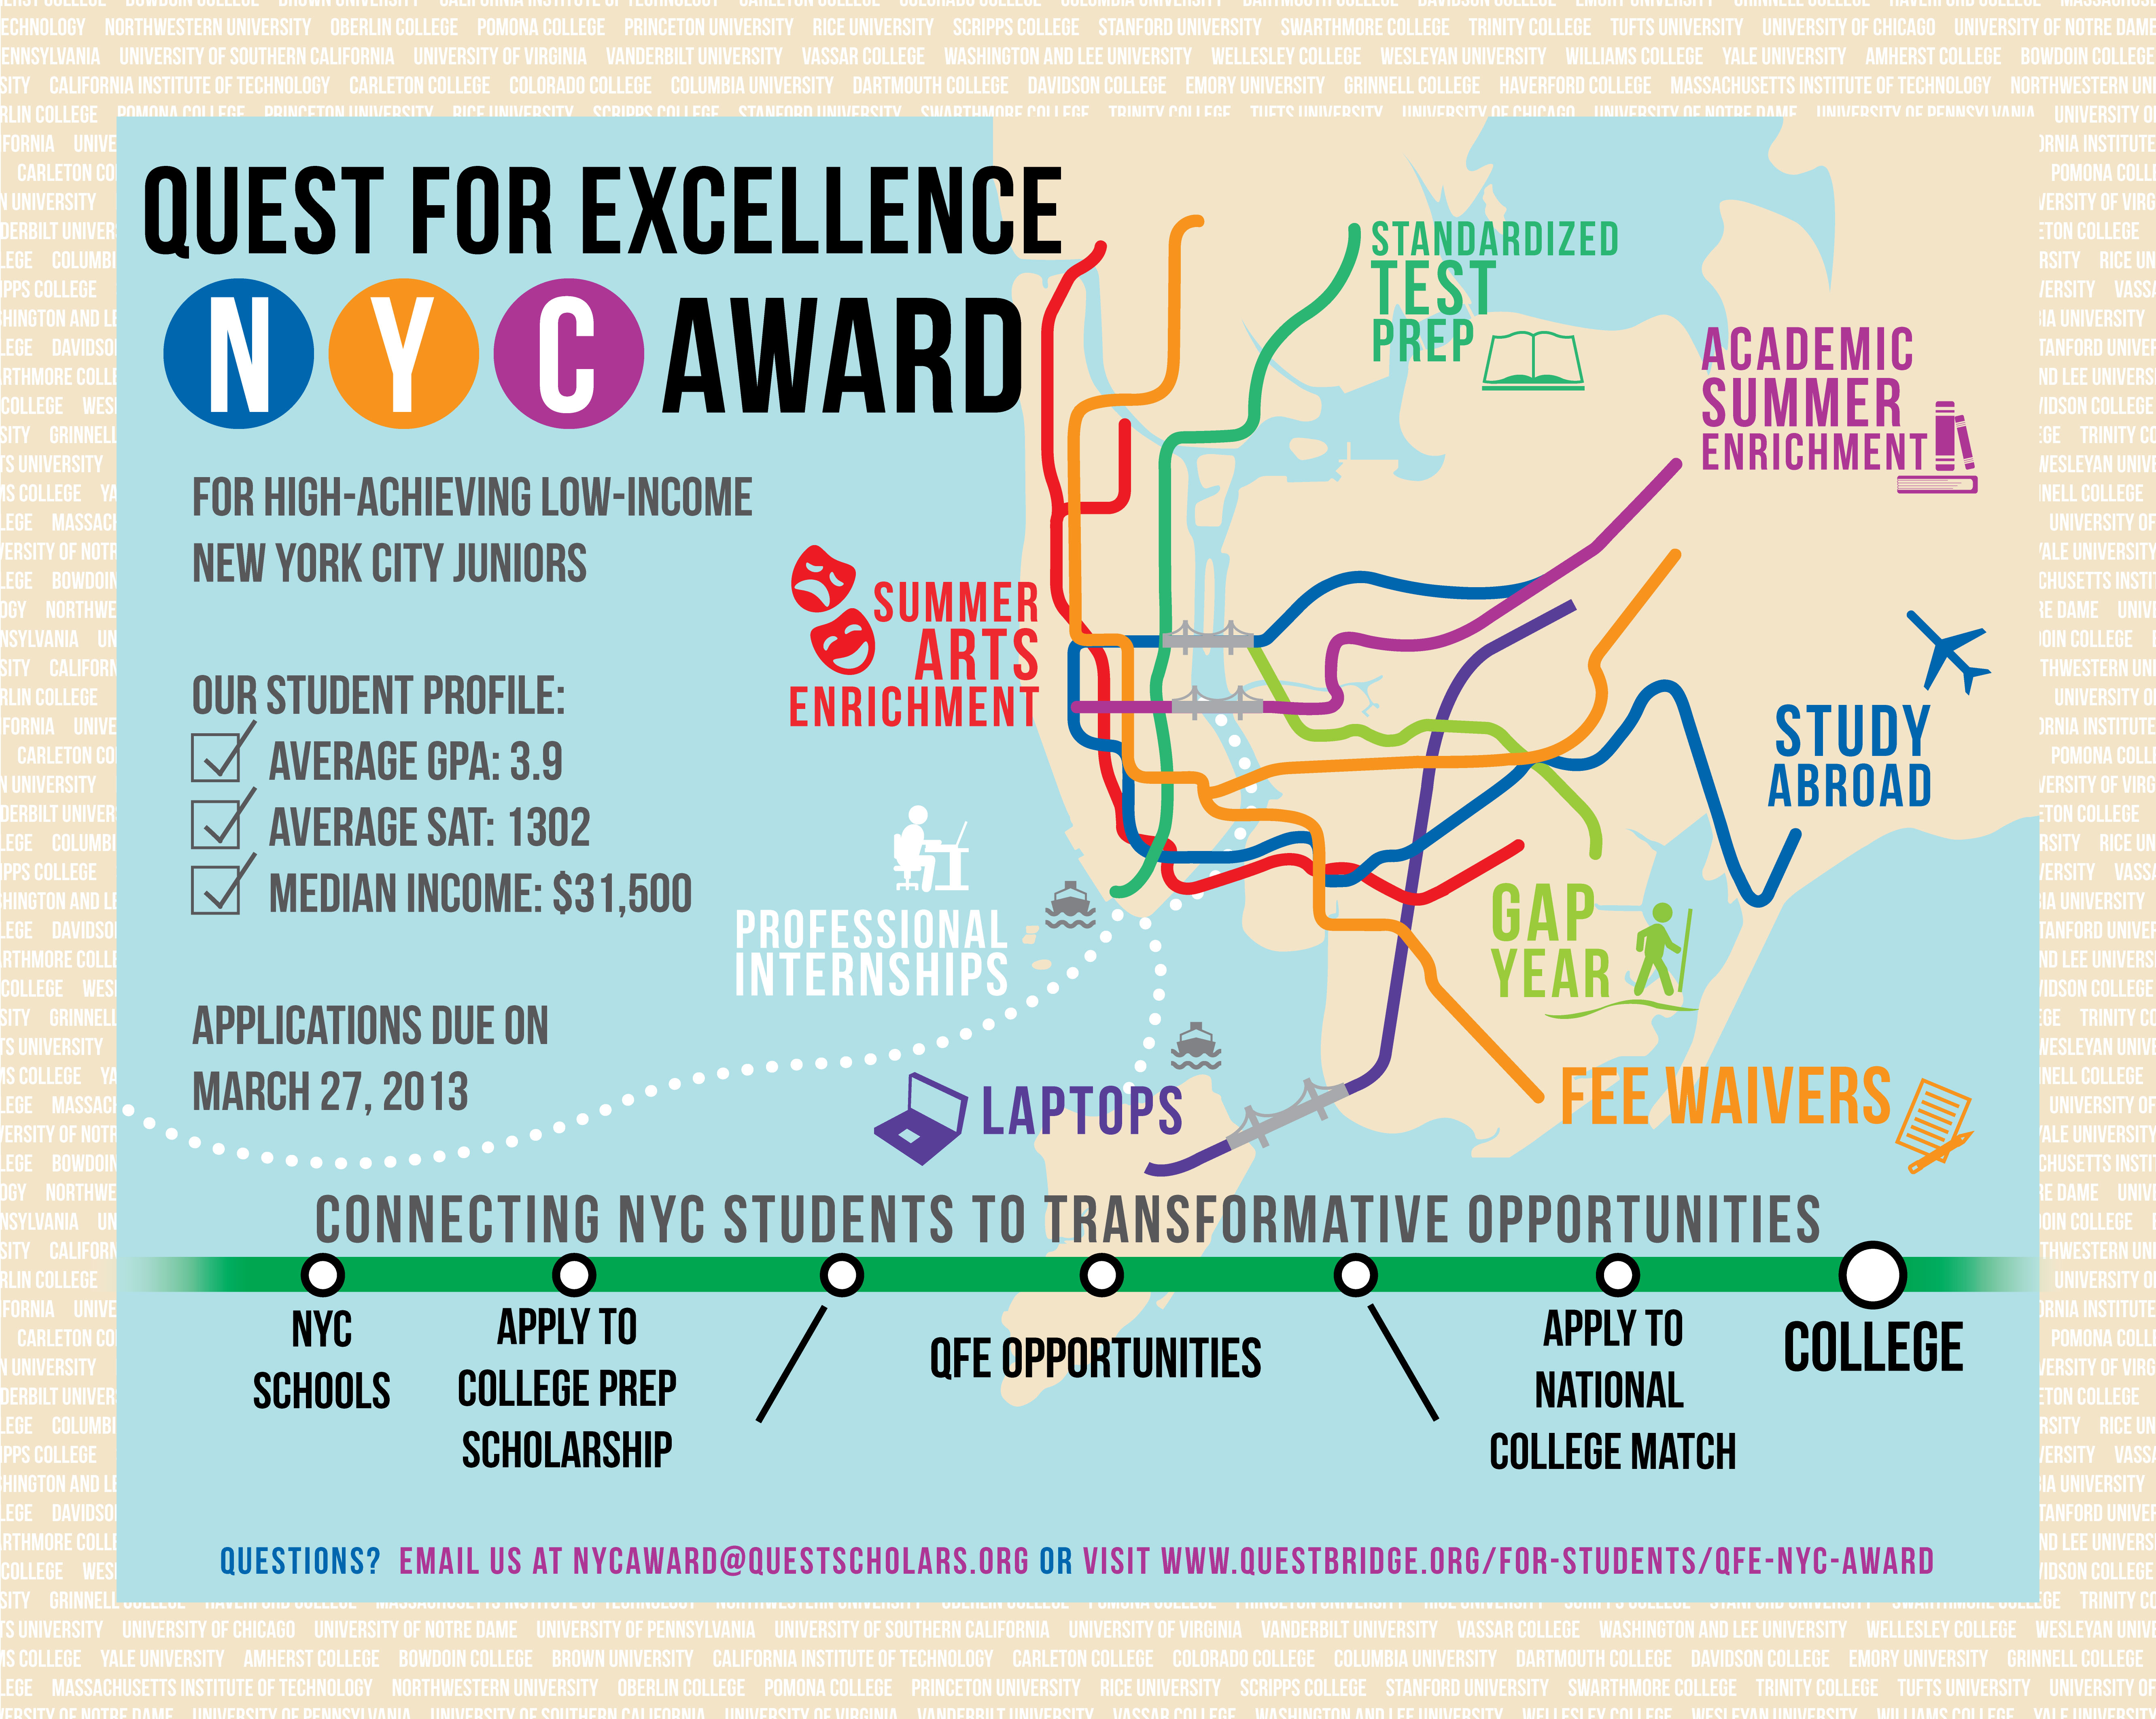 NORTHWESTERN UNIVERSITY OBERLIN COLLEGE POMONA COLLEGE PRINCETON UNIVERSITY RICE UNIVERSITY SCRIPPS COLLEGE STANFORD UNIVERSITY SWARTHMORE COLLEGE TRINITY COLLEGE TUFTS UNIVERSITY UNIVERSITY OF CHICAGO UNIVERSITY OF NOTRE DAME
UNIVERSITY OF SOUTHERN CALIFORNIA UNIVERSITY OF VIRGINIA VANDERBILT UNIVERSITY VASSAR COLLEGE WASHINGTON AND LEE UNIVERSITY WELLESLEY COLLEGE WESLEYAN UNIVERSITY WILLIAMS COLLEGE YALE UNIVERSITY AMHERST COLLEGE BOWDOIN COLLEGE
CALIFORNIA INSTITUTE OF TECHNOLOGY CARLETON COLLEGE COLORADO COLLEGE COLUMBIA UNIVERSITY DARTMOUTH COLLEGE DAVIDSON COLLEGE EMORY UNIVERSITY GRINNELL COLLEGE HAVERFORD COLLEGE MASSACHUSETTS INSTITUTE OF TECHNOLOGY NORTHWESTERN
QUEST FOR EXCELLENCE
NYC AWARD
FOR HIGH-ACHIEVING LOW-INCOME
NEW YORK CITY JUNIORS
OUR STUDENT PROFILE:
AVERAGE GPA: 3.9
AVERAGE SAT: 1302
MEDIAN INCOME: $31,500
APPLICATIONS DUE ON
MARCH 27, 2013
STANDARDIZED
TEST
PREP
ACADEMIC
SUMMER
ENRICHMENT
SUMMER
ARTS
ENRICHMENT
STUDY
ABROAD
PROFESSIONAL
INTERNSHIPS
GAP
YEAR
LAPTOPS
FEE WAIVERS
CONNECTING NYC STUDENTS TO TRANSFORMATIVE OPPORTUNITIES
NYC
SCHOOLS
APPLY TO
COLLEGE PREP
SCHOLARSHIP
QFE OPPORTUNITIES
APPLY TO
NATIONAL
COLLEGE MATCH
COLLEGE
QUESTIONS? EMAIL US AT NYCAWARD@QUESTSCHOLARS.ORG OR VISIT WWW.QUESTBRIDGE.ORG/FOR-STUDENTS/QFE-NYC-AWARD
UNIVERSITY UNIVERSITY OF CHICAGO UNIVERSITY OF NOTRE DAME UNIVERSITY OF PENNSYLVANIA UNIVERSITY OF SOUTHERN CALIFORNIA UNIVERSITY OF VIRGINIA VANDERBILT UNIVERSITY VASSAR COLLEGE WASHINGTON AND LEE UNIVERSITY WELLESLEY COLLEGE WESLEYAN
COLLEGE YALE UNIVERSITY AMHERST COLLEGE BOWDOIN COLLEGE BROWN UNIVERSITY CALIFORNIA INSTITUTE OF TECHNOLOGY CARLETON COLLEGE COLORADO COLLEGE COLUMBIA UNIVERSITY DARTMOUTH COLLEGE DAVIDSON COLLEGE EMORY UNIVERSITY GRINNELL COLLEGE
MASSACHUSETTS INSTITUTE OF TECHNOLOGY NORTHWESTERN UNIVERSITY OBERLIN COLLEGE POMONA COLLEGE PRINCETON UNIVERSITY RICE UNIVERSITY SCRIPPS COLLEGE STANFORD UNIVERSITY SWARTHMORE COLLEGE TRINITY COLLEGE TUFTS UNIVERSITY UNIVERSITY OF